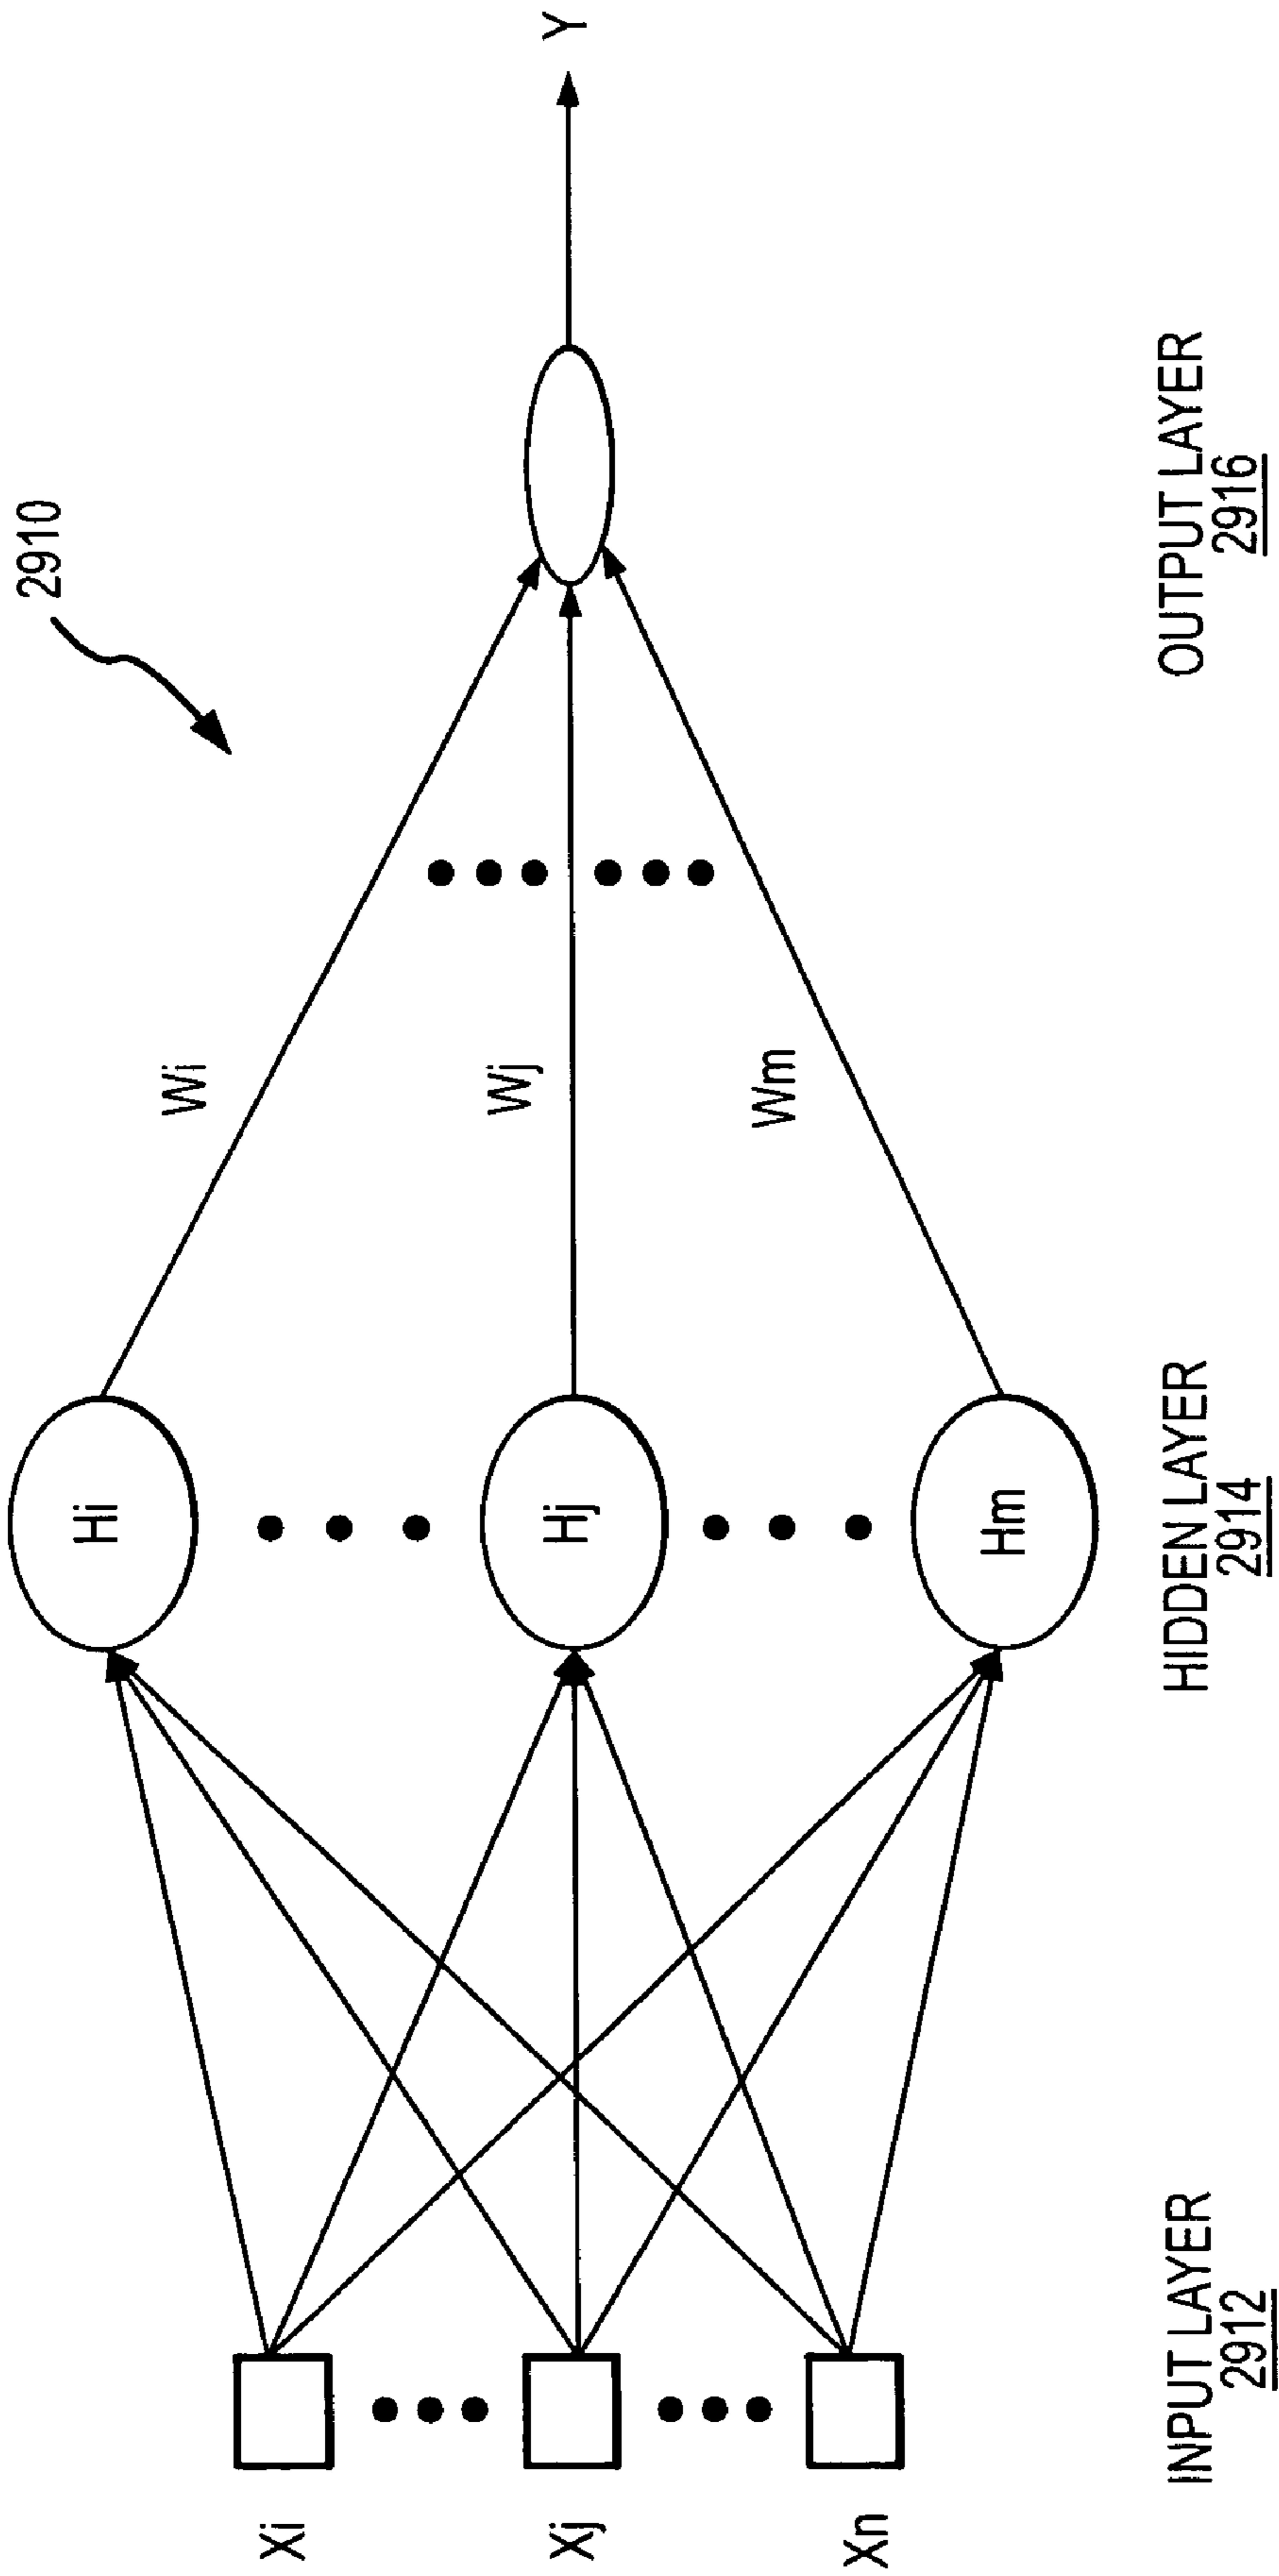 2910
Xi
Xj
Xn
Hi
Hj
Hm
Wi
Wj
Wm
Y
INPUT LAYER
2912
HIDDEN LAYER
2914
OUTPUT LAYER
2916